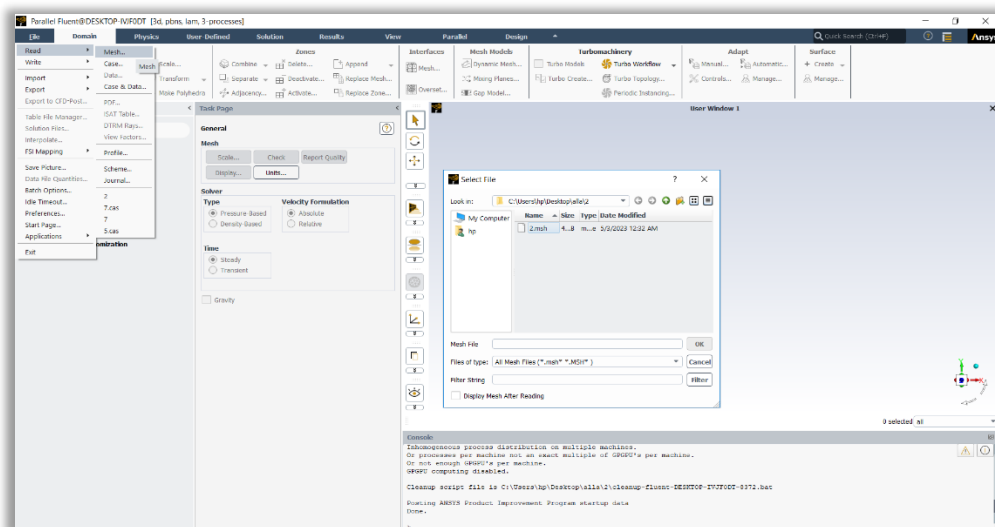 Parallel Fluent@DESKTOP-IVJF0DT [3d, pbns, lam, 3-processes]
File Domain Physics User-Defined Solution Results View Parallel Design Quick Search (Ctrl+F) Ansys
Read
Write
Import
Export
Export to CFD-Post...
Table File Manager...
Solution Files...
Interpolate...
FSI Mapping
Save Picture...
Data File Quantities...
Batch Options...
Idle Timeout...
Preferences...
Start Page...
Applications
Exit
Mesh...
Case...
Data...
Case & Data...
PDF...
ISAT Table...
DTRM Rays...
View Factors...
Profile...
Scheme...
Journal...
2
7.cas
7
5.cas
Mesh
Zones
Scale...
Transform
Make Polyhedra
Combine Delete... Append
Separate Deactivate... Replace Mesh...
Adjacency... Activate... Replace Zone...
Interfaces
Mesh...
Overset...
Mesh Models
Dynamic Mesh...
Mixing Planes...
Gap Model...
Turbomachinery
Turbo Models Turbo Workflow
Turbo Create... Turbo Topology...
Periodic Instancing...
Adapt
Manual... Automatic...
Controls... Manage...
Surface
+ Create
Manage...
Task Page
General
Mesh
Scale... Check Report Quality
Display... Units...
Solver
Type Velocity Formulation
Pressure-Based Absolute
Density-Based Relative
Time
Steady
Transient
Gravity
User Window 1
Select File
Look in: C:\Users\hp\Desktop\alla\2
My Computer
hp
Name Size Type Date Modified
2.msh 4...B m...e 5/3/2023 12:32 AM
Mesh File OK
Files of type: All Mesh Files (*.msh* *.MSH* ) Cancel
Filter String Filter
Display Mesh After Reading
0 selected all
Console
Inhomogeneous process distribution on multiple machines.
Or processes per machine not an exact multiple of GPGPU's per machine.
Or not enough GPGPU's per machine.
GPGPU computing disabled.
Cleanup script file is C:\Users\hp\Desktop\alla\2\cleanup-fluent-DESKTOP-IVJF0DT-8372.bat
Posting ANSYS Product Improvement Program startup data
Done.